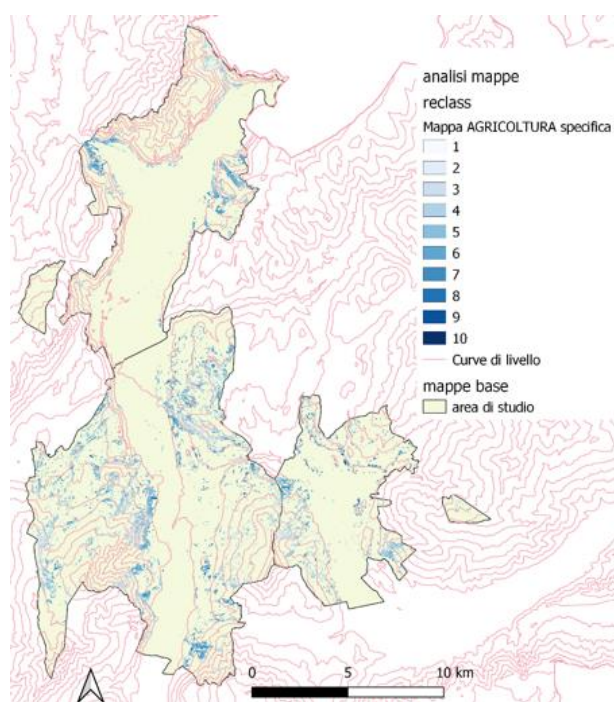 analisi mappe
reclass
Mappa AGRICOLTURA specifica
1
2
3
4
5
6
7
8
9
10
Curve di livello
mappe base
area di studio
0 5 10 km